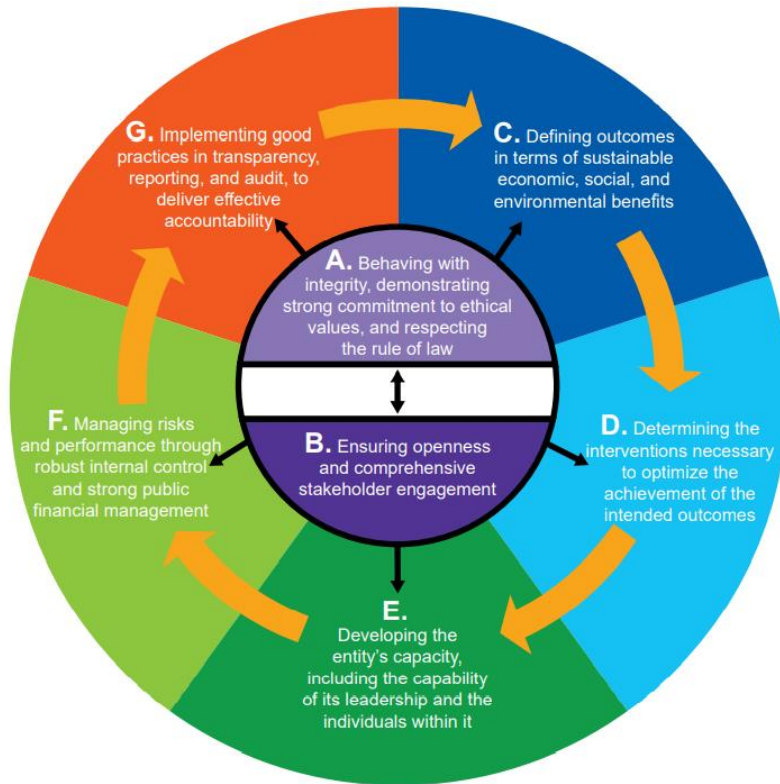 G. Implementing good
practices in transparency,
reporting, and audit, to
deliver effective
accountability
C. Defining outcomes
in terms of sustainable
economic, social, and
environmental benefits
A. Behaving with
integrity, demonstrating
strong commitment to ethical
values, and respecting
the rule of law
B. Ensuring openness
and comprehensive
stakeholder engagement
D. Determining the
interventions necessary
to optimize the
achievement of the
intended outcomes
E.
Developing the
entity's capacity,
including the capability
of its leadership and the
individuals within it
F. Managing risks
and performance through
robust internal control
and strong public
financial management